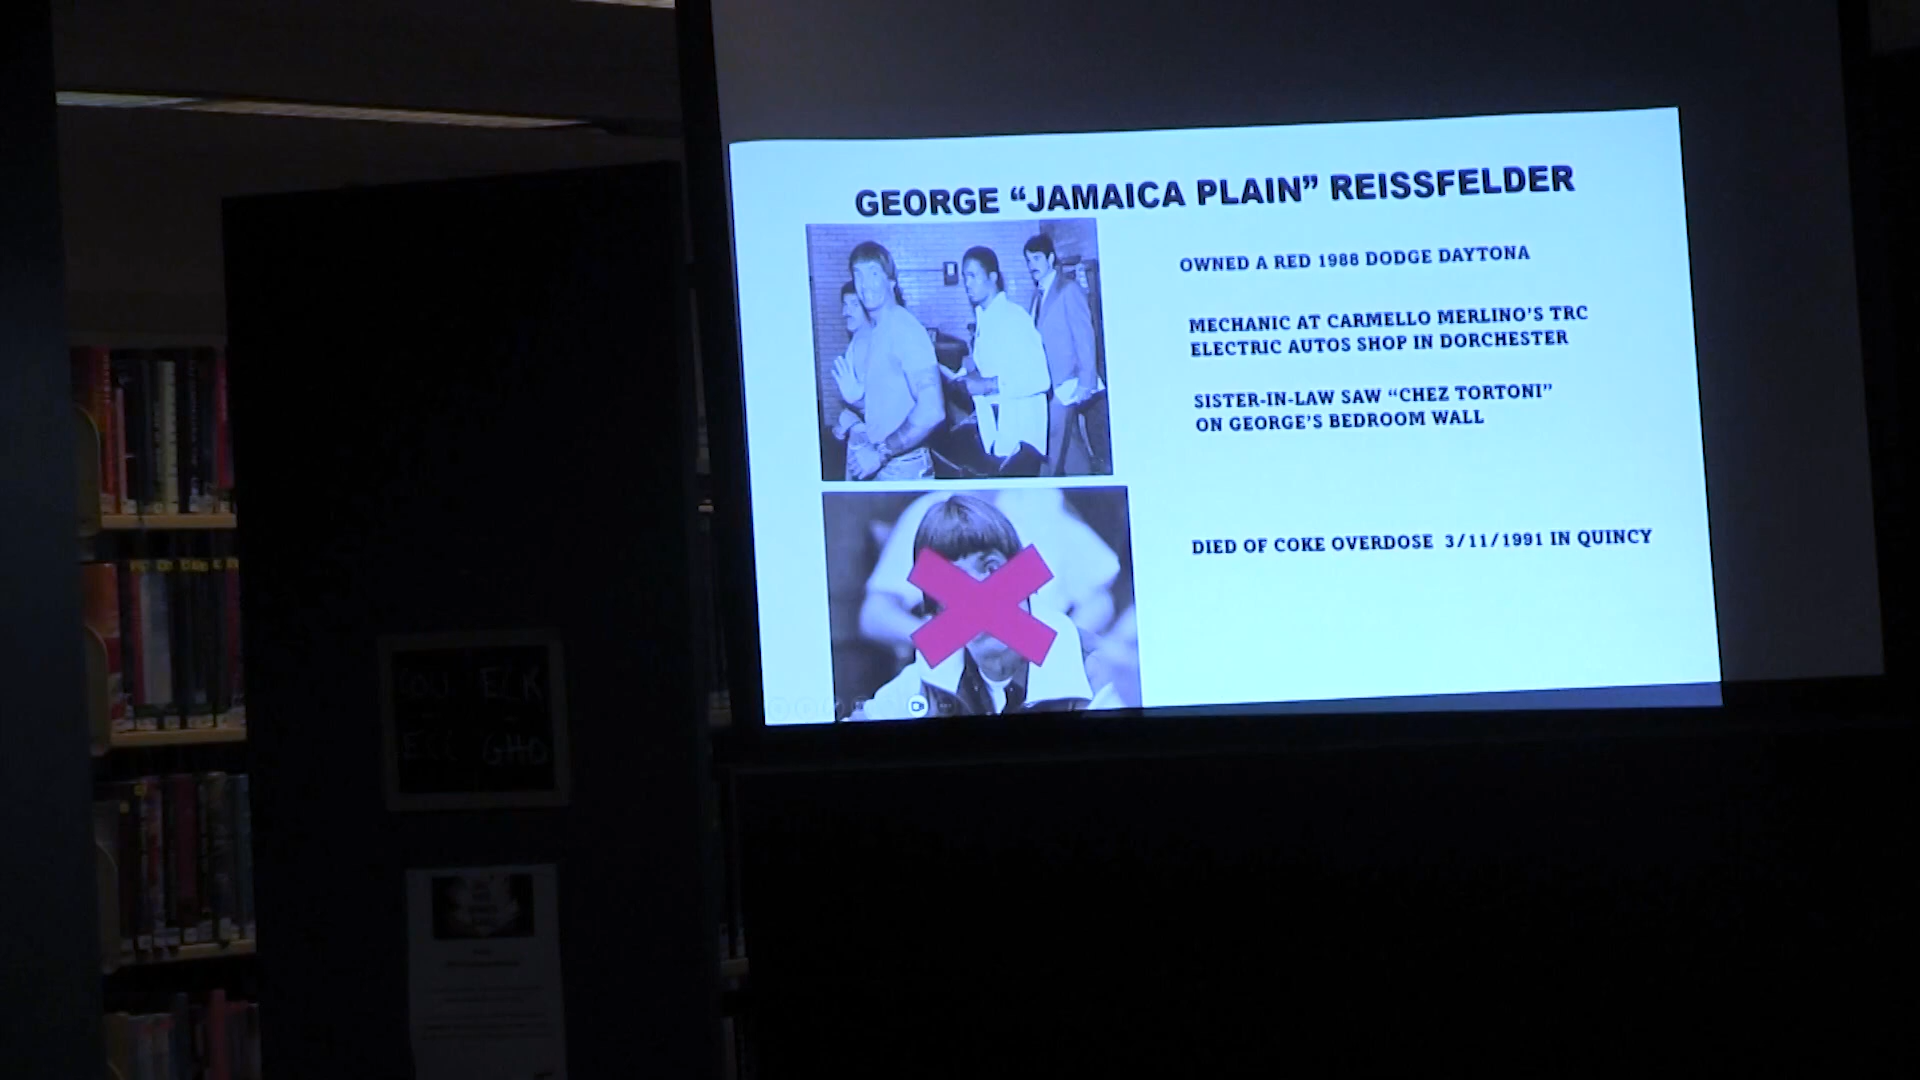 GEORGE “JAMAICA PLAIN” REISSFELDER
OWNED A RED 1988 DODGE DAYTONA
MECHANIC AT CARMELLO MERLINO’S TRC
ELECTRIC AUTOS SHOP IN DORCHESTER
SISTER-IN-LAW SAW “CHEZ TORTONI”
ON GEORGE’S BEDROOM WALL
DIED OF COKE OVERDOSE 3/11/1991 IN QUINCY